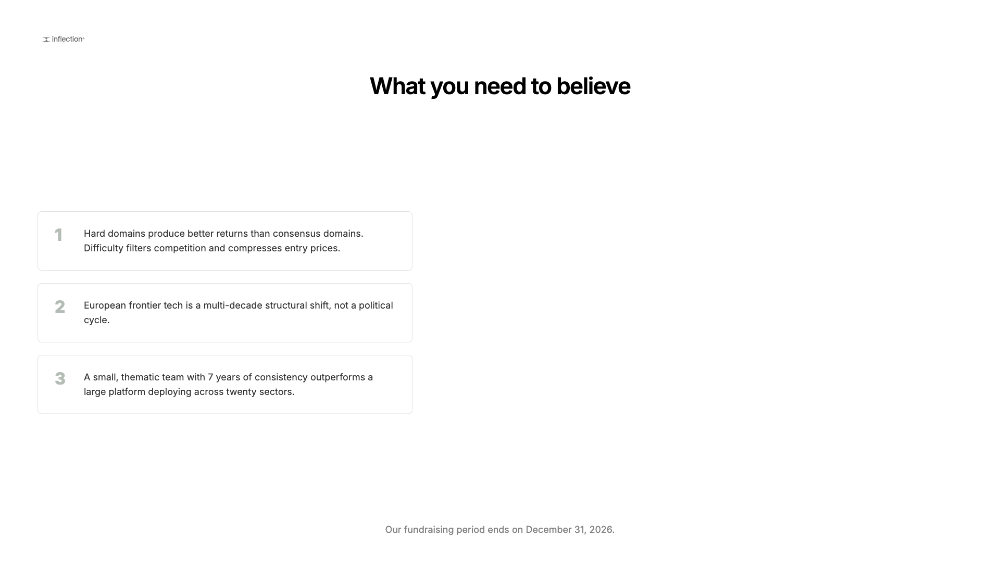 inflection
What you need to believe
1
Hard domains produce better returns than consensus domains.
Difficulty filters competition and compresses entry prices.
2
European frontier tech is a multi-decade structural shift, not a political
cycle.
3
A small, thematic team with 7 years of consistency outperforms a
large platform deploying across twenty sectors.
Our fundraising period ends on December 31, 2026.